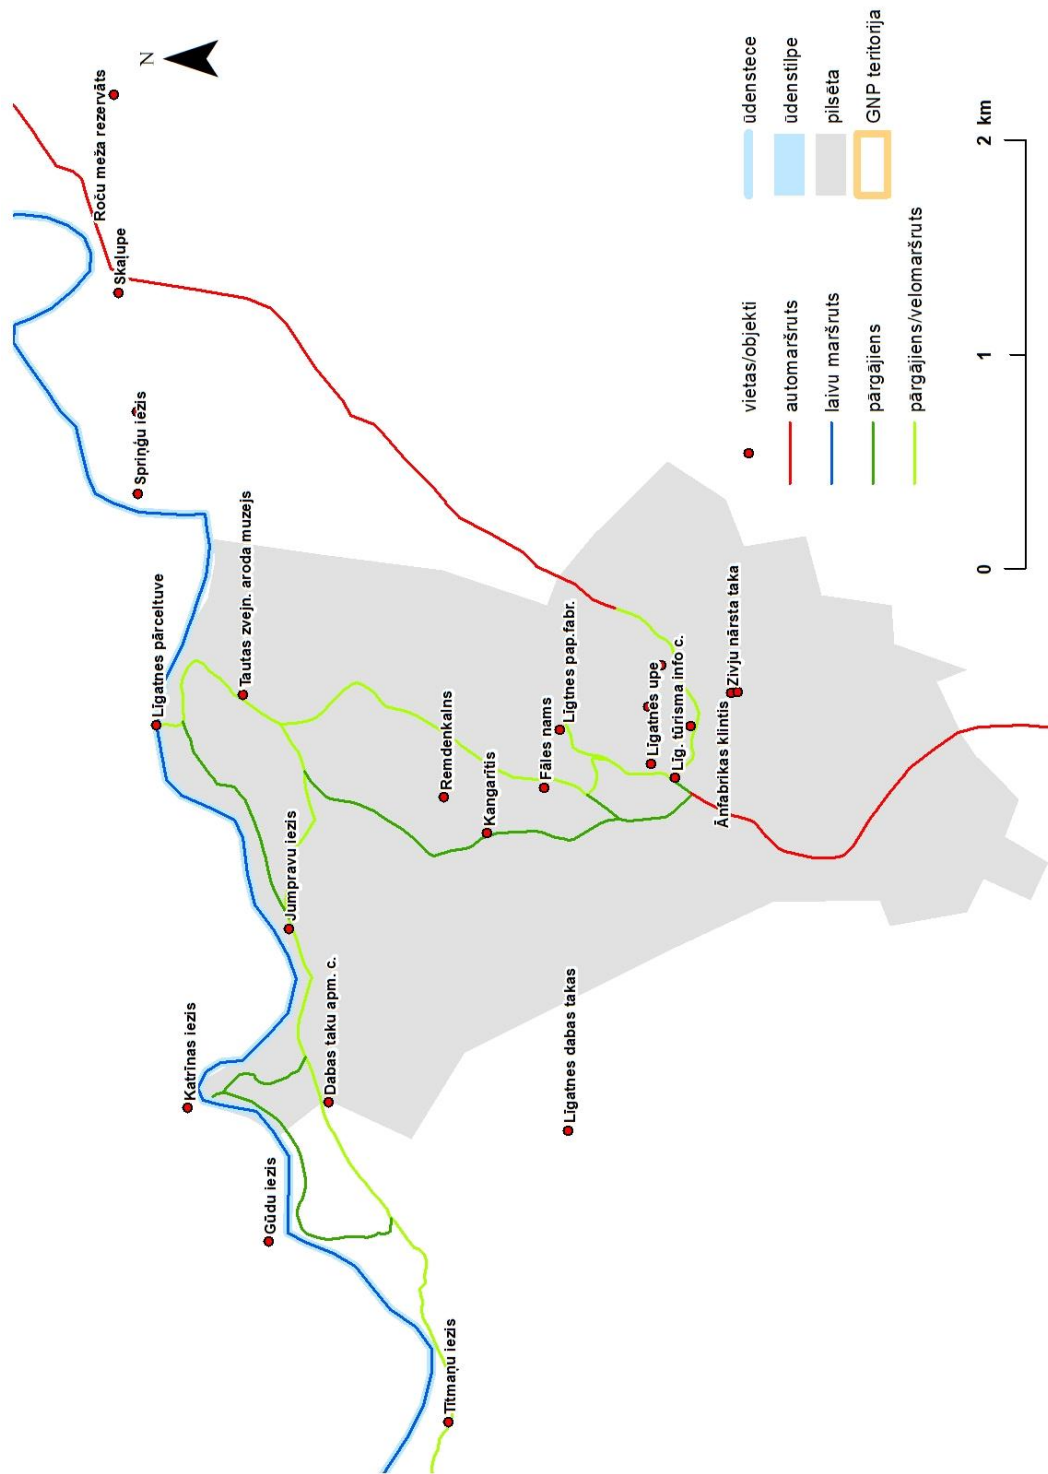 N
Roču meža rezervāts
Skaļupe
Spriņģu iezis
Līgatnes pārceltuve
Tautas zvejn. aroda muzejs
Katrīnas iezis
Jumpravu iezis
Gūdu iezis
Dabas taku apm. c.
Remdenkalns
Tītmaņu iezis
Kangarītis
Fāles nams
Līgtnes pap.fabr.
Līgatnes dabas takas
Līgatnes upe
Līg. tūrisma info c.
Ānfabrikas klintis
Zivju nārsta taka
vietas/objekti
automaršruts
laivu maršruts
pārgājiens
pārgājiens/velomaršruts
ūdenstece
ūdenstilpe
pilsēta
GNP teritorija
0 1 2 km